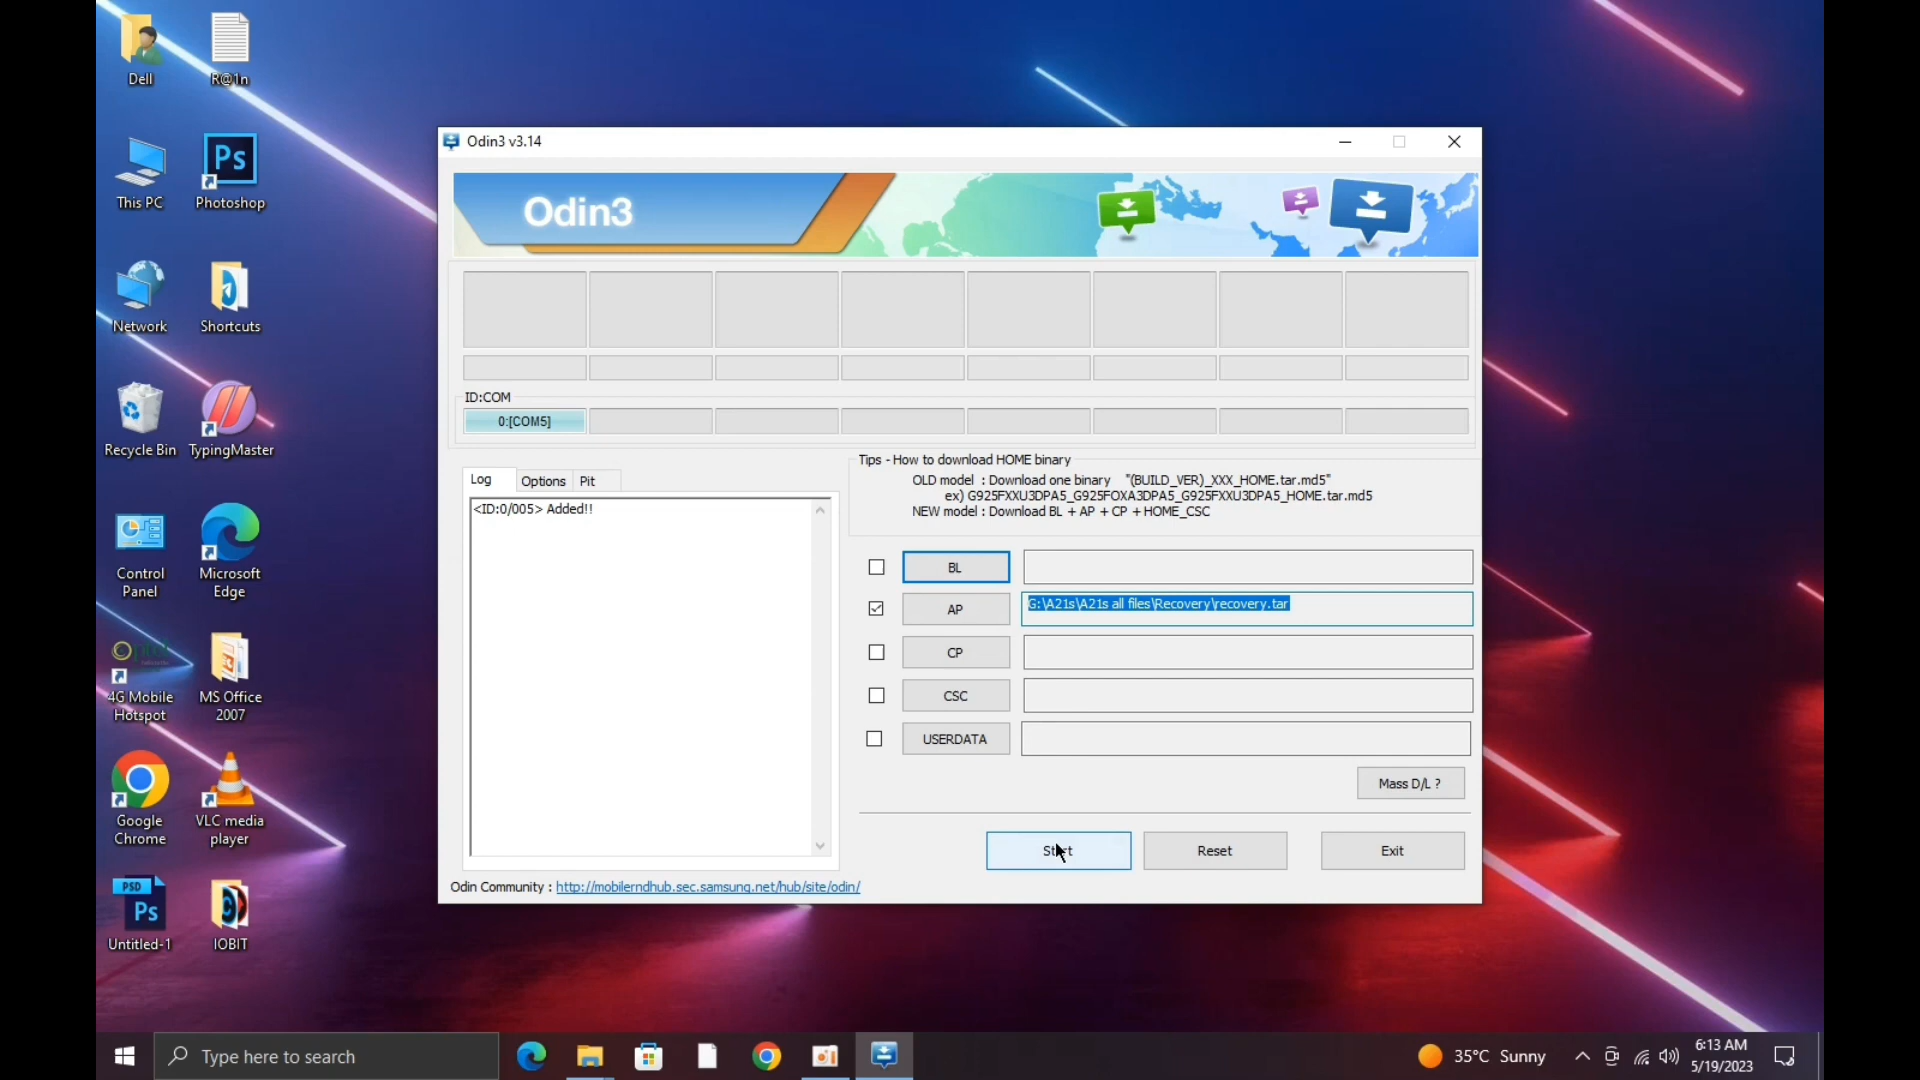 Dell
R@1n
This PC
Photoshop
Ps
Network
Shortcuts
Recycle Bin
TypingMaster
Control
Panel
Microsoft
Edge
4G Mobile
Hotspot
MS Office
2007
Google
Chrome
VLC media
player
PSD
Ps
Untitled-1
IOBIT
Odin3 v3.14
Odin3
ID:COM
0:[COM5]
Log
Options
Pit
<ID:0/005> Added!!
Tips - How to download HOME binary
OLD model : Download one binary "(BUILD_VER)_XXX_HOME.tar.md5"
ex) G925FXXU3DPA5_G925FOXA3DPA5_G925FXXU3DPA5_HOME.tar.md5
NEW model : Download BL + AP + CP + HOME_CSC
BL
AP
G:\A21s\A21s all files\Recovery\recovery.tar
CP
CSC
USERDATA
Mass D/L ?
Start
Reset
Exit
Odin Community : http://mobilerndhub.sec.samsung.net/hub/site/odin/
Type here to search
35°C Sunny
6:13 AM
5/19/2023